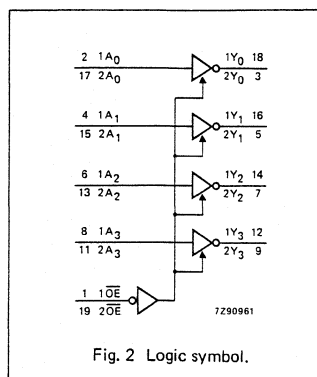 2 1A0 1Y0 18
17 2A0 2Y0 3
4 1A1 1Y1 16
15 2A1 2Y1 5
6 1A2 1Y2 14
13 2A2 2Y2 7
8 1A3 1Y3 12
11 2A3 2Y3 9
1 1O̅E̅
19 2O̅E̅
7Z90961
Fig. 2 Logic symbol.